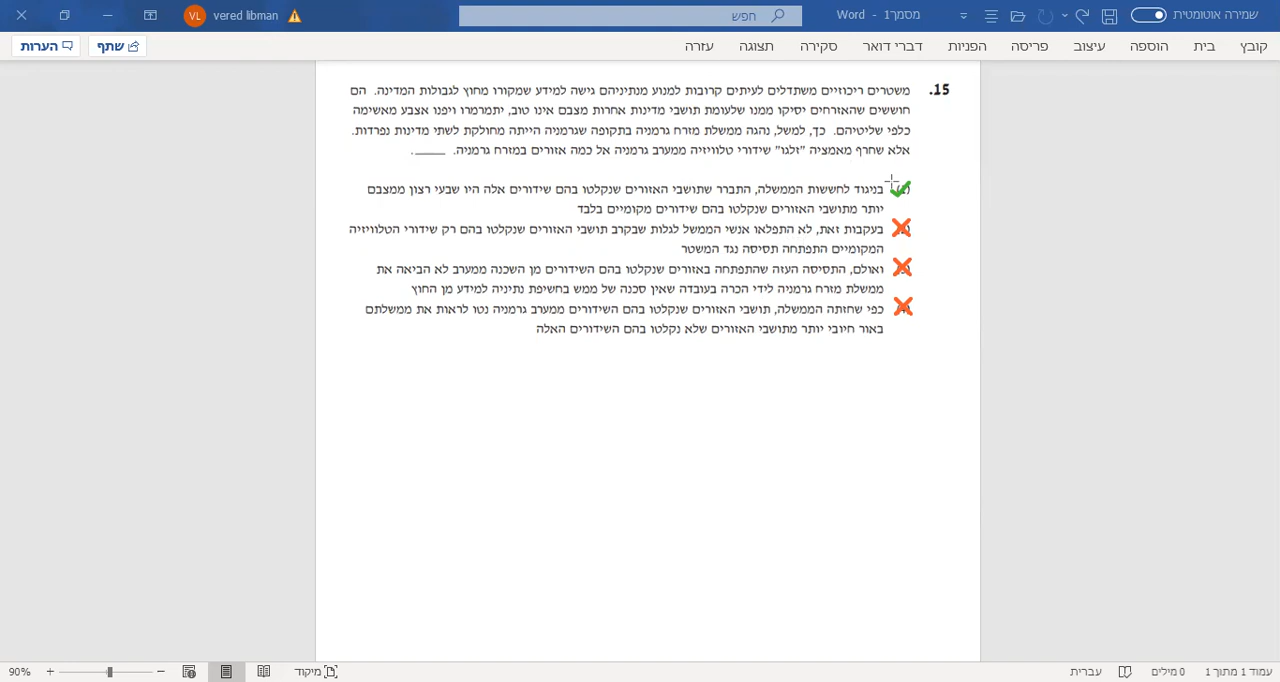 שמירה אוטומטית
מסמך1 - Word
חפש
vered libman
VL
קובץ
בית
הוספה
עיצוב
פריסה
הפניות
דברי דואר
סקירה
תצוגה
עזרה
שתף
הערות
15. משטרים ריכוזיים משתדלים לעיתים קרובות למנוע מנתיניהם גישה למידע שמקורו מחוץ לגבולות המדינה. הם
חוששים שהאזרחים יסיקו ממנו שלעומת תושבי מדינות אחרות מצבם אינו טוב, יתמרמרו ויפנו אצבע מאשימה
כלפי שליטיהם. כך, למשל, נהגה ממשלת מזרח גרמניה בתקופה שגרמניה הייתה מחולקת לשתי מדינות נפרדות.
אלא שחרף מאמציה "זלגו" שידורי טלוויזיה ממערב גרמניה אל כמה אזורים במזרח גרמניה. _____.
בניגוד לחששות הממשלה, התברר שתושבי האזורים שנקלטו בהם שידורים אלה היו שבעי רצון ממצבם
יותר מתושבי האזורים שנקלטו בהם שידורים מקומיים בלבד
בעקבות זאת, לא התפלאו אנשי הממשל לגלות שבקרב תושבי האזורים שנקלטו בהם רק שידורי הטלוויזיה
המקומיים התפתחה תסיסה נגד המשטר
ואולם, התסיסה העזה שהתפתחה באזורים שנקלטו בהם השידורים מן השכנה ממערב לא הביאה את
ממשלת מזרח גרמניה לידי הכרה בעובדה שאין סכנה של ממש בחשיפת נתיניה למידע מן החוץ
כפי שחזתה הממשלה, תושבי האזורים שנקלטו בהם השידורים ממערב גרמניה נטו לראות את ממשלתם
באור חיובי יותר מתושבי האזורים שלא נקלטו בהם השידורים האלה
עמוד 1 מתוך 1
0 מילים
עברית
מיקוד
90%